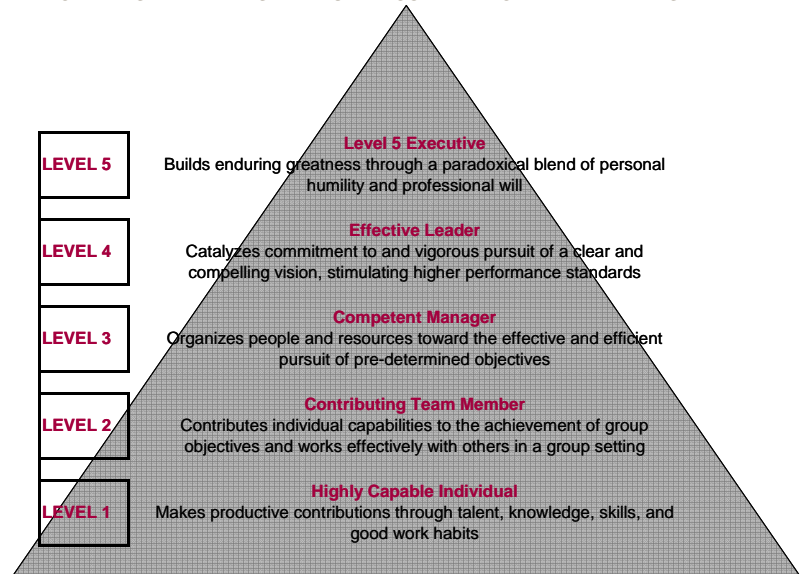 Level 5 Executive
LEVEL 5
Builds enduring greatness through a paradoxical blend of personal
humility and professional will
Effective Leader
LEVEL 4
Catalyzes commitment to and vigorous pursuit of a clear and
compelling vision, stimulating higher performance standards
Competent Manager
LEVEL 3
Organizes people and resources toward the effective and efficient
pursuit of pre-determined objectives
Contributing Team Member
LEVEL 2
Contributes individual capabilities to the achievement of group
objectives and works effectively with others in a group setting
Highly Capable Individual
LEVEL 1
Makes productive contributions through talent, knowledge, skills, and
good work habits